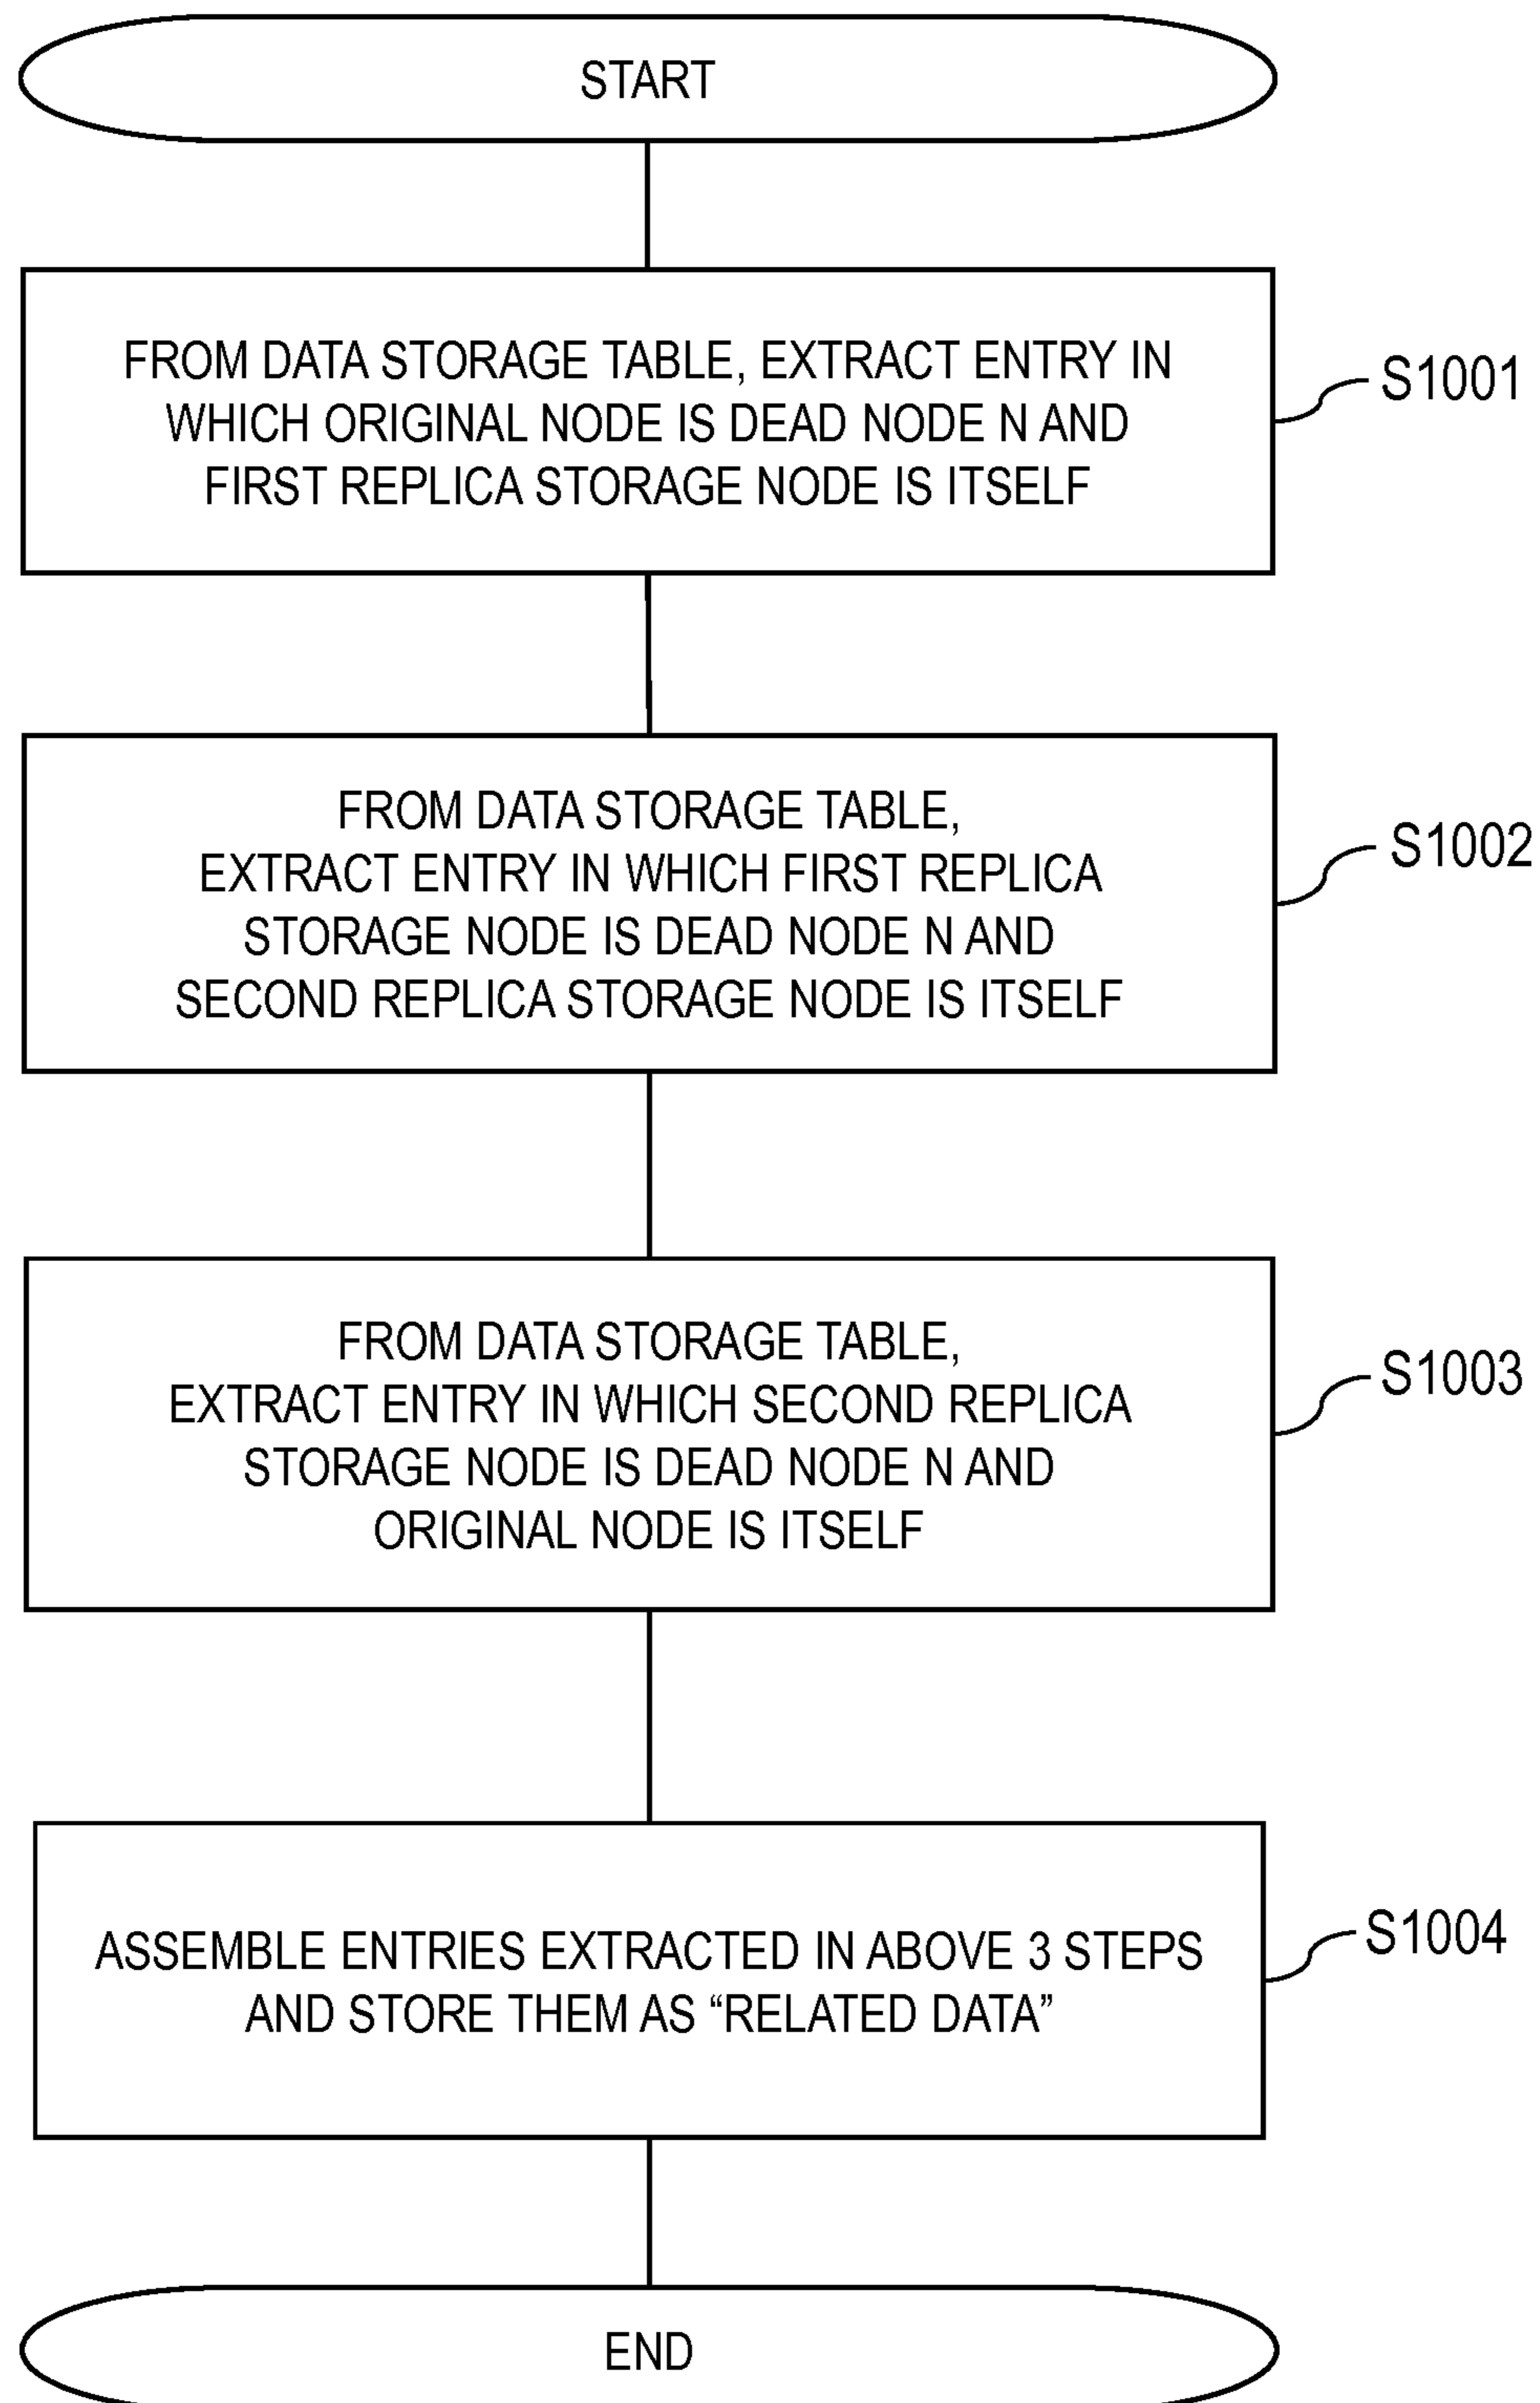 START
FROM DATA STORAGE TABLE, EXTRACT ENTRY IN
WHICH ORIGINAL NODE IS DEAD NODE N AND
FIRST REPLICA STORAGE NODE IS ITSELF
S1001
FROM DATA STORAGE TABLE,
EXTRACT ENTRY IN WHICH FIRST REPLICA
STORAGE NODE IS DEAD NODE N AND
SECOND REPLICA STORAGE NODE IS ITSELF
S1002
FROM DATA STORAGE TABLE,
EXTRACT ENTRY IN WHICH SECOND REPLICA
STORAGE NODE IS DEAD NODE N AND
ORIGINAL NODE IS ITSELF
S1003
ASSEMBLE ENTRIES EXTRACTED IN ABOVE 3 STEPS
AND STORE THEM AS “RELATED DATA”
S1004
END